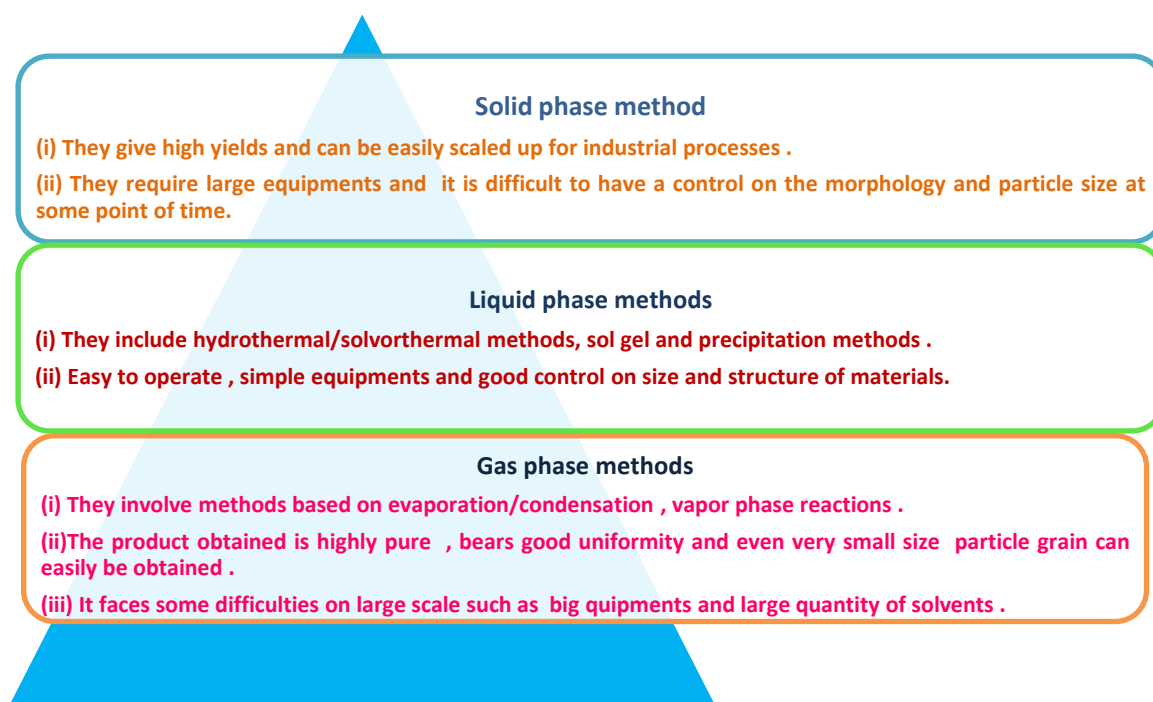 Solid phase method
(i) They give high yields and can be easily scaled up for industrial processes .
(ii) They require large equipments and it is difficult to have a control on the morphology and particle size at
some point of time.
Liquid phase methods
(i) They include hydrothermal/solvorthermal methods, sol gel and precipitation methods .
(ii) Easy to operate , simple equipments and good control on size and structure of materials.
Gas phase methods
(i) They involve methods based on evaporation/condensation , vapor phase reactions .
(ii)The product obtained is highly pure , bears good uniformity and even very small size particle grain can
easily be obtained .
(iii) It faces some difficulties on large scale such as big quipments and large quantity of solvents .